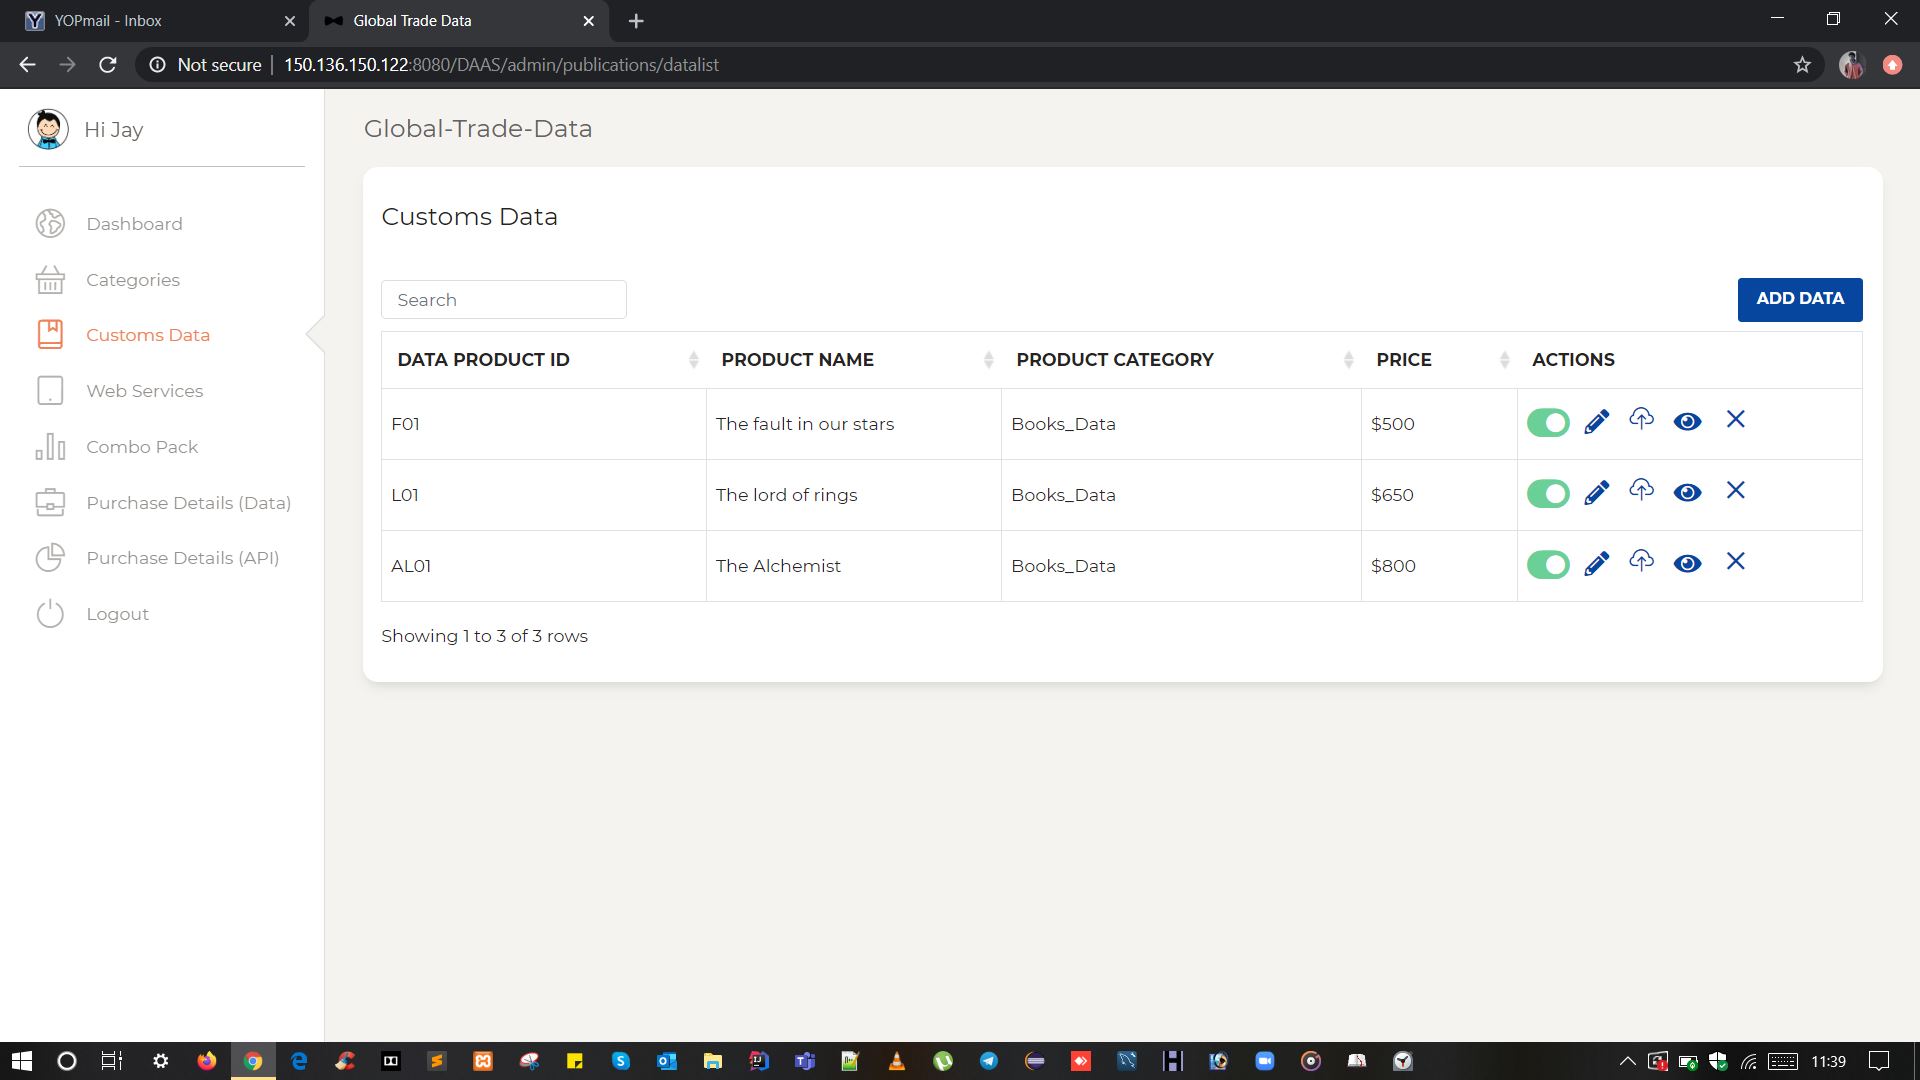 YOPmail - Inbox
Global Trade Data
Not secure | 150.136.150.122:8080/DAAS/admin/publications/datalist
Hi Jay
Dashboard
Categories
Customs Data
Web Services
Combo Pack
Purchase Details (Data)
Purchase Details (API)
Logout
Global-Trade-Data
Customs Data
Search
ADD DATA
DATA PRODUCT ID PRODUCT NAME PRODUCT CATEGORY PRICE ACTIONS
F01 The fault in our stars Books_Data $500
L01 The lord of rings Books_Data $650
AL01 The Alchemist Books_Data $800
Showing 1 to 3 of 3 rows
11:39